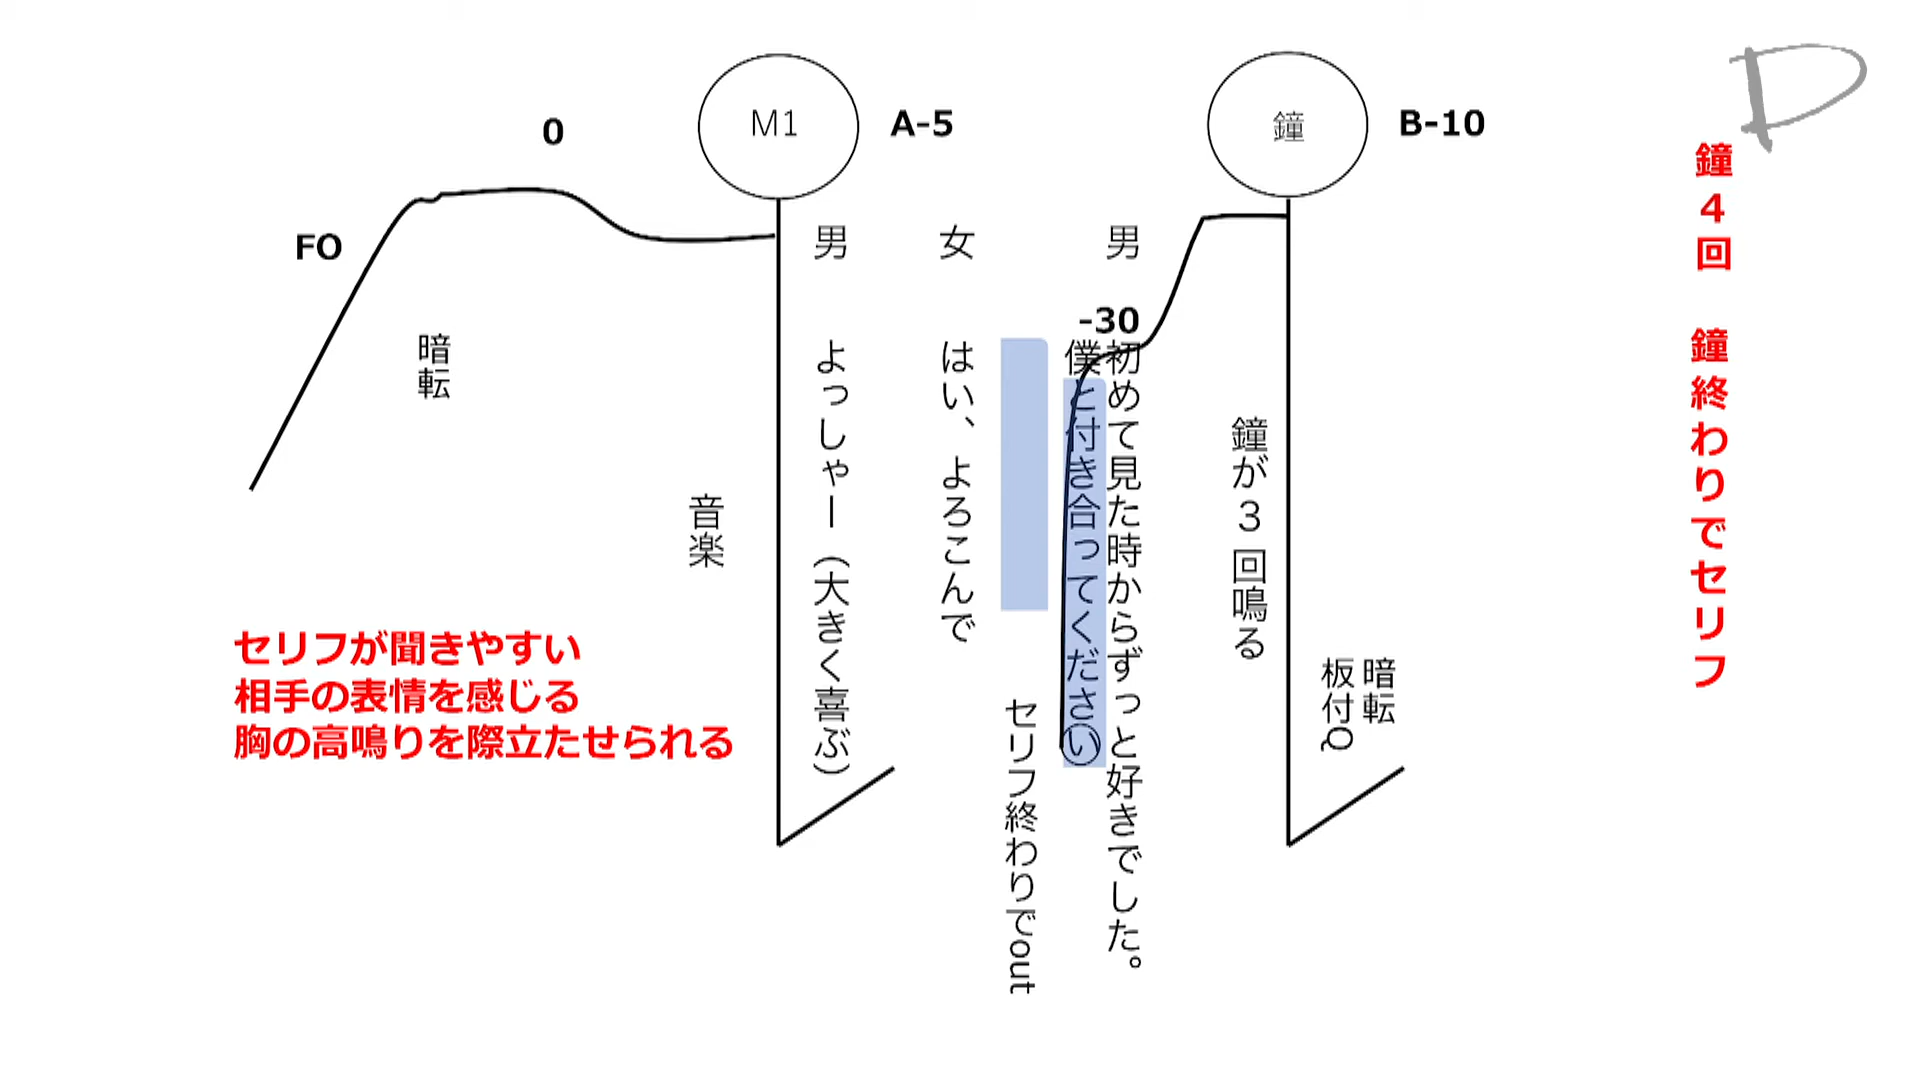 鐘４回　鐘終わりでセリフ
B-10
鐘
暗転
板付Q
鐘が３回鳴る
男
初めて見た時からずっと好きでした。
-30
僕と付き合ってください
セリフ終わりでout
女
はい、よろこんで
A-5
M1
男
よっしゃー（大きく喜ぶ）
音楽
0
暗転
FO
セリフが聞きやすい
相手の表情を感じる
胸の高鳴りを際立たせられる